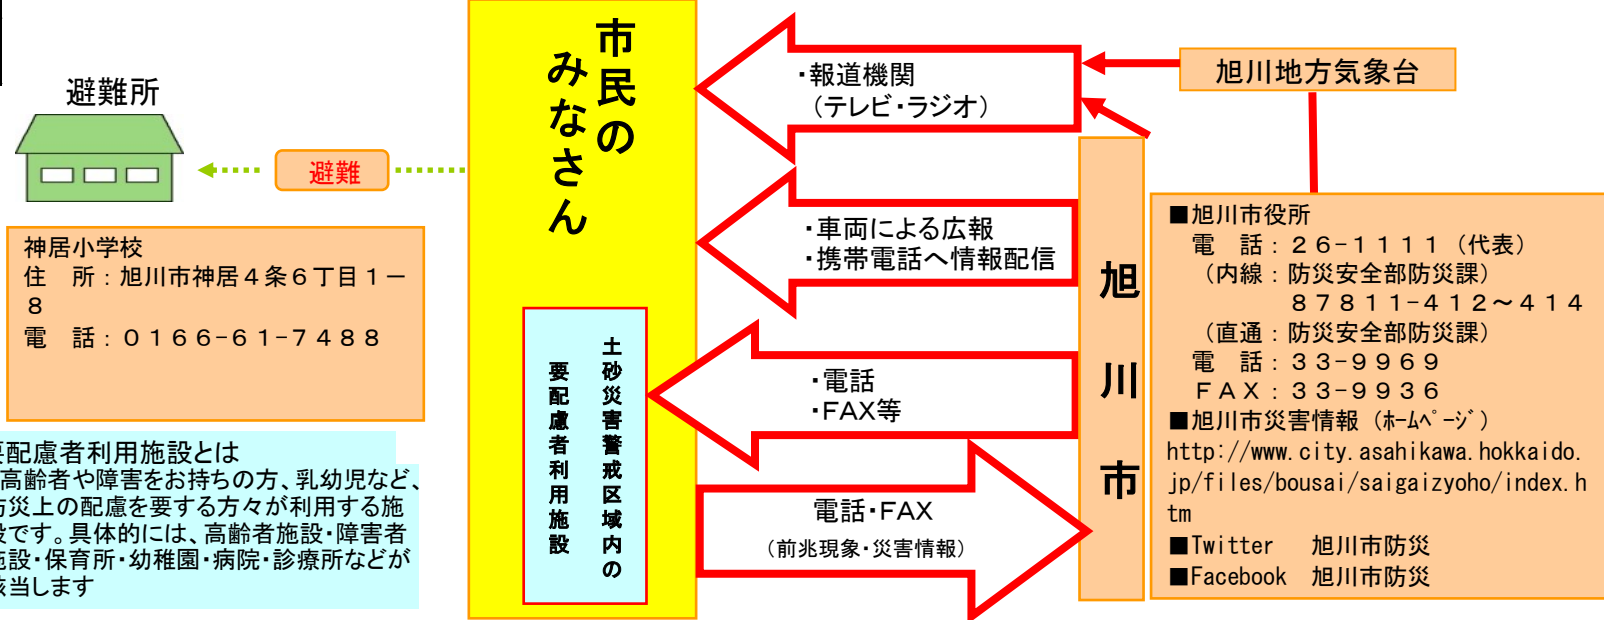 避難所
避難
神居小学校
住　所：旭川市神居４条６丁目１－
８
電　話：０１６６-６１-７４８８
要配慮者利用施設とは
高齢者や障害をお持ちの方、乳幼児など、
防災上の配慮を要する方々が利用する施
設です。具体的には、高齢者施設・障害者
施設・保育所・幼稚園・病院・診療所などが
該当します
市民の
みなさん
土砂災害警戒区域内の
要配慮者利用施設
・報道機関
（テレビ・ラジオ）
・車両による広報
・携帯電話へ情報配信
・電話
・FAX等
電話・FAX
（前兆現象・災害情報）
旭川地方気象台
旭川市
■旭川市役所
電　話：２６-１１１１（代表）
（内線：防災安全部防災課）
８７８１１-４１２～４１４
（直通：防災安全部防災課）
電　話：３３-９９６９
ＦＡＸ：３３-９９３６
■旭川市災害情報（ﾎｰﾑﾍﾟｰｼﾞ）
http://www.city.asahikawa.hokkaido.
jp/files/bousai/saigaizyoho/index.h
tm
■Twitter　旭川市防災
■Facebook　旭川市防災